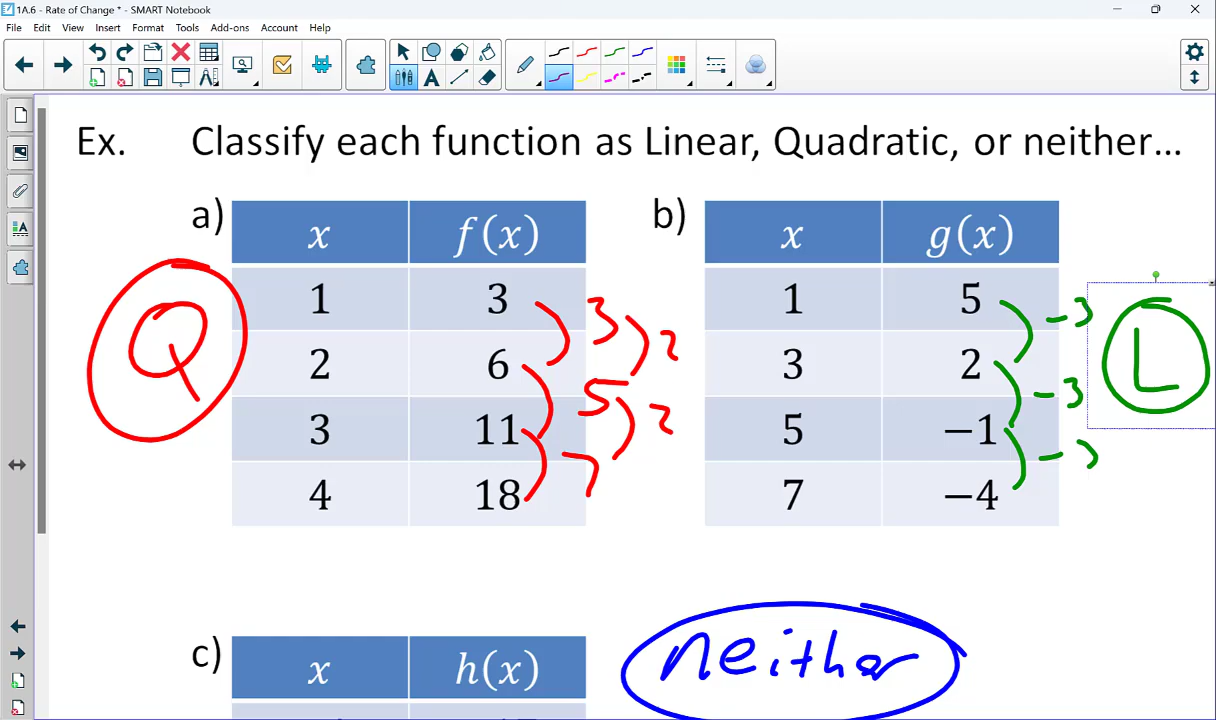 1A.6 - Rate of Change * - SMART Notebook
File Edit View Insert Format Tools Add-ons Account Help
Ex. Classify each function as Linear, Quadratic, or neither...
a)
x f(x)
1 3
2 6
3 11
4 18
Q
3
5
7
2
2
b)
x g(x)
1 5
3 2
5 −1
7 −4
-3
-3
-3
L
c)
x h(x)
neither